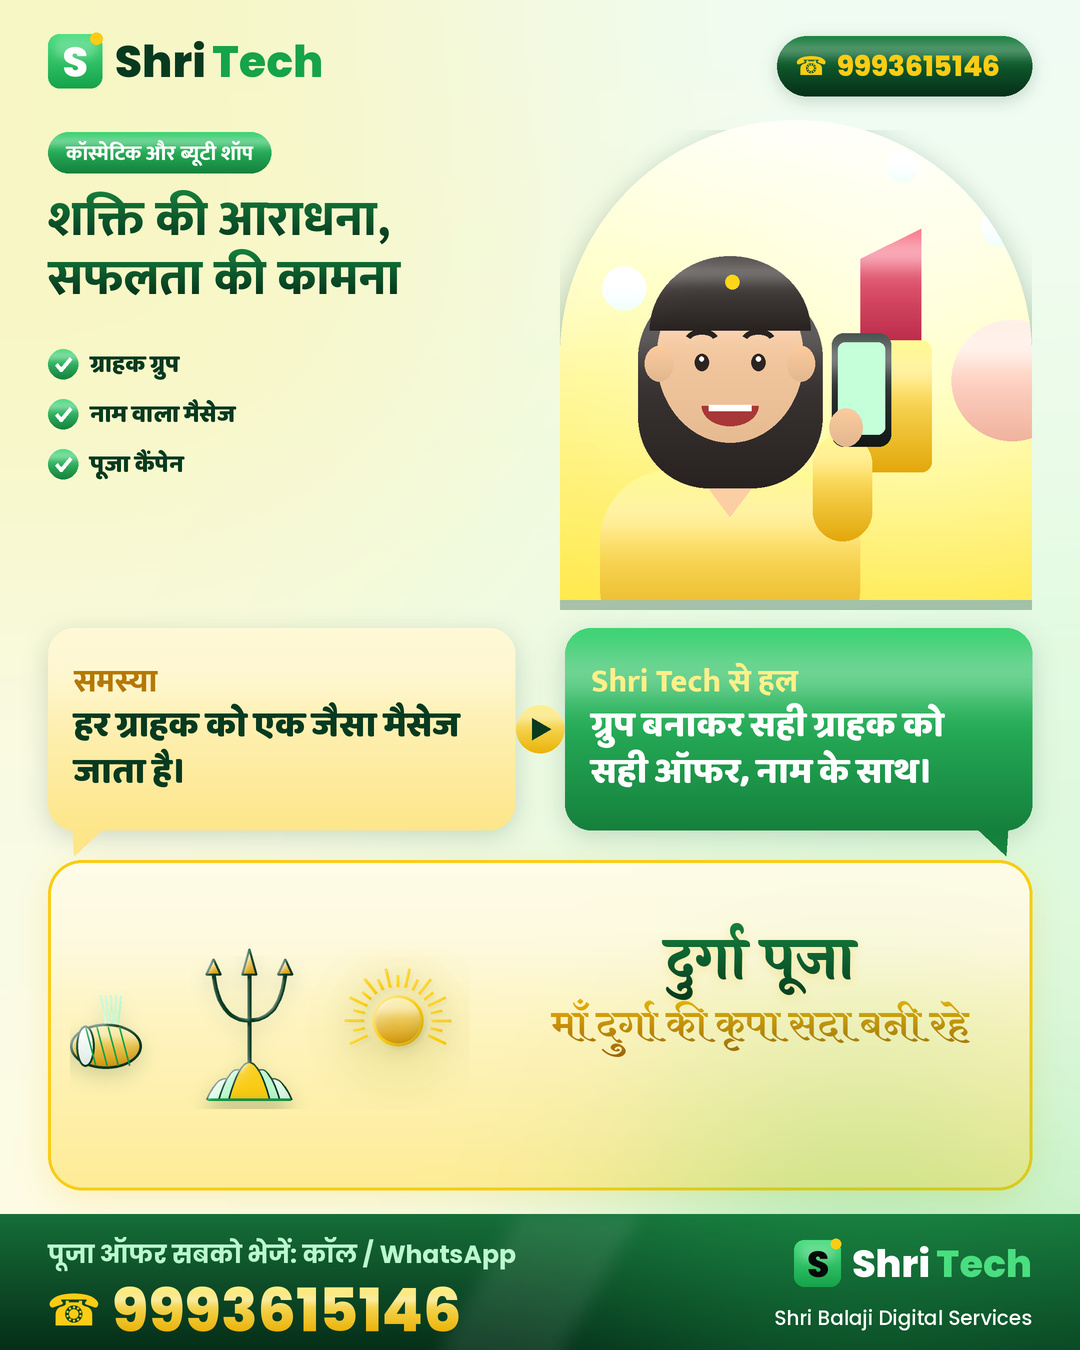 Shri Tech
☎ 9993615146
कॉस्मेटिक और ब्यूटी शॉप
शक्ति की आराधना,
सफलता की कामना
ग्राहक ग्रुप
नाम वाला मैसेज
पूजा कैंपेन
समस्या
हर ग्राहक को एक जैसा मैसेज
जाता है।
Shri Tech से हल
ग्रुप बनाकर सही ग्राहक को
सही ऑफर, नाम के साथ।
दुर्गा पूजा
माँ दुर्गा की कृपा सदा बनी रहे
पूजा ऑफर सबको भेजें: कॉल / WhatsApp
☎ 9993615146
S Shri Tech
Shri Balaji Digital Services